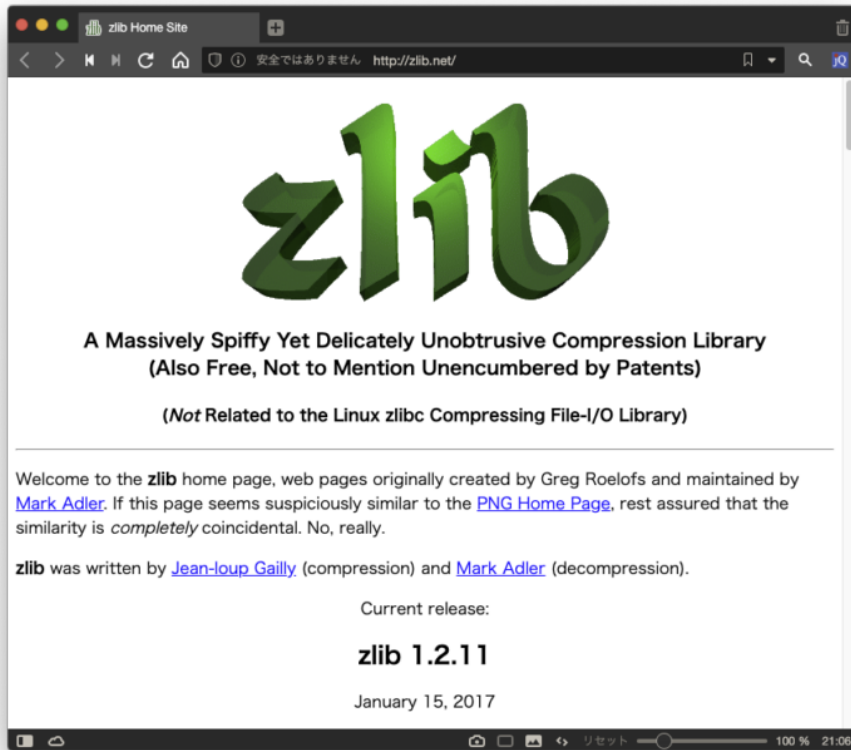 zlib Home Site
安全ではありません http://zlib.net/
jQ
zlib
A Massively Spiffy Yet Delicately Unobtrusive Compression Library
(Also Free, Not to Mention Unencumbered by Patents)
(Not Related to the Linux zlibc Compressing File-I/O Library)
Welcome to the zlib home page, web pages originally created by Greg Roelofs and maintained by
Mark Adler. If this page seems suspiciously similar to the PNG Home Page, rest assured that the
similarity is completely coincidental. No, really.
zlib was written by Jean-loup Gailly (compression) and Mark Adler (decompression).
Current release:
zlib 1.2.11
January 15, 2017
リセット 100 % 21:06